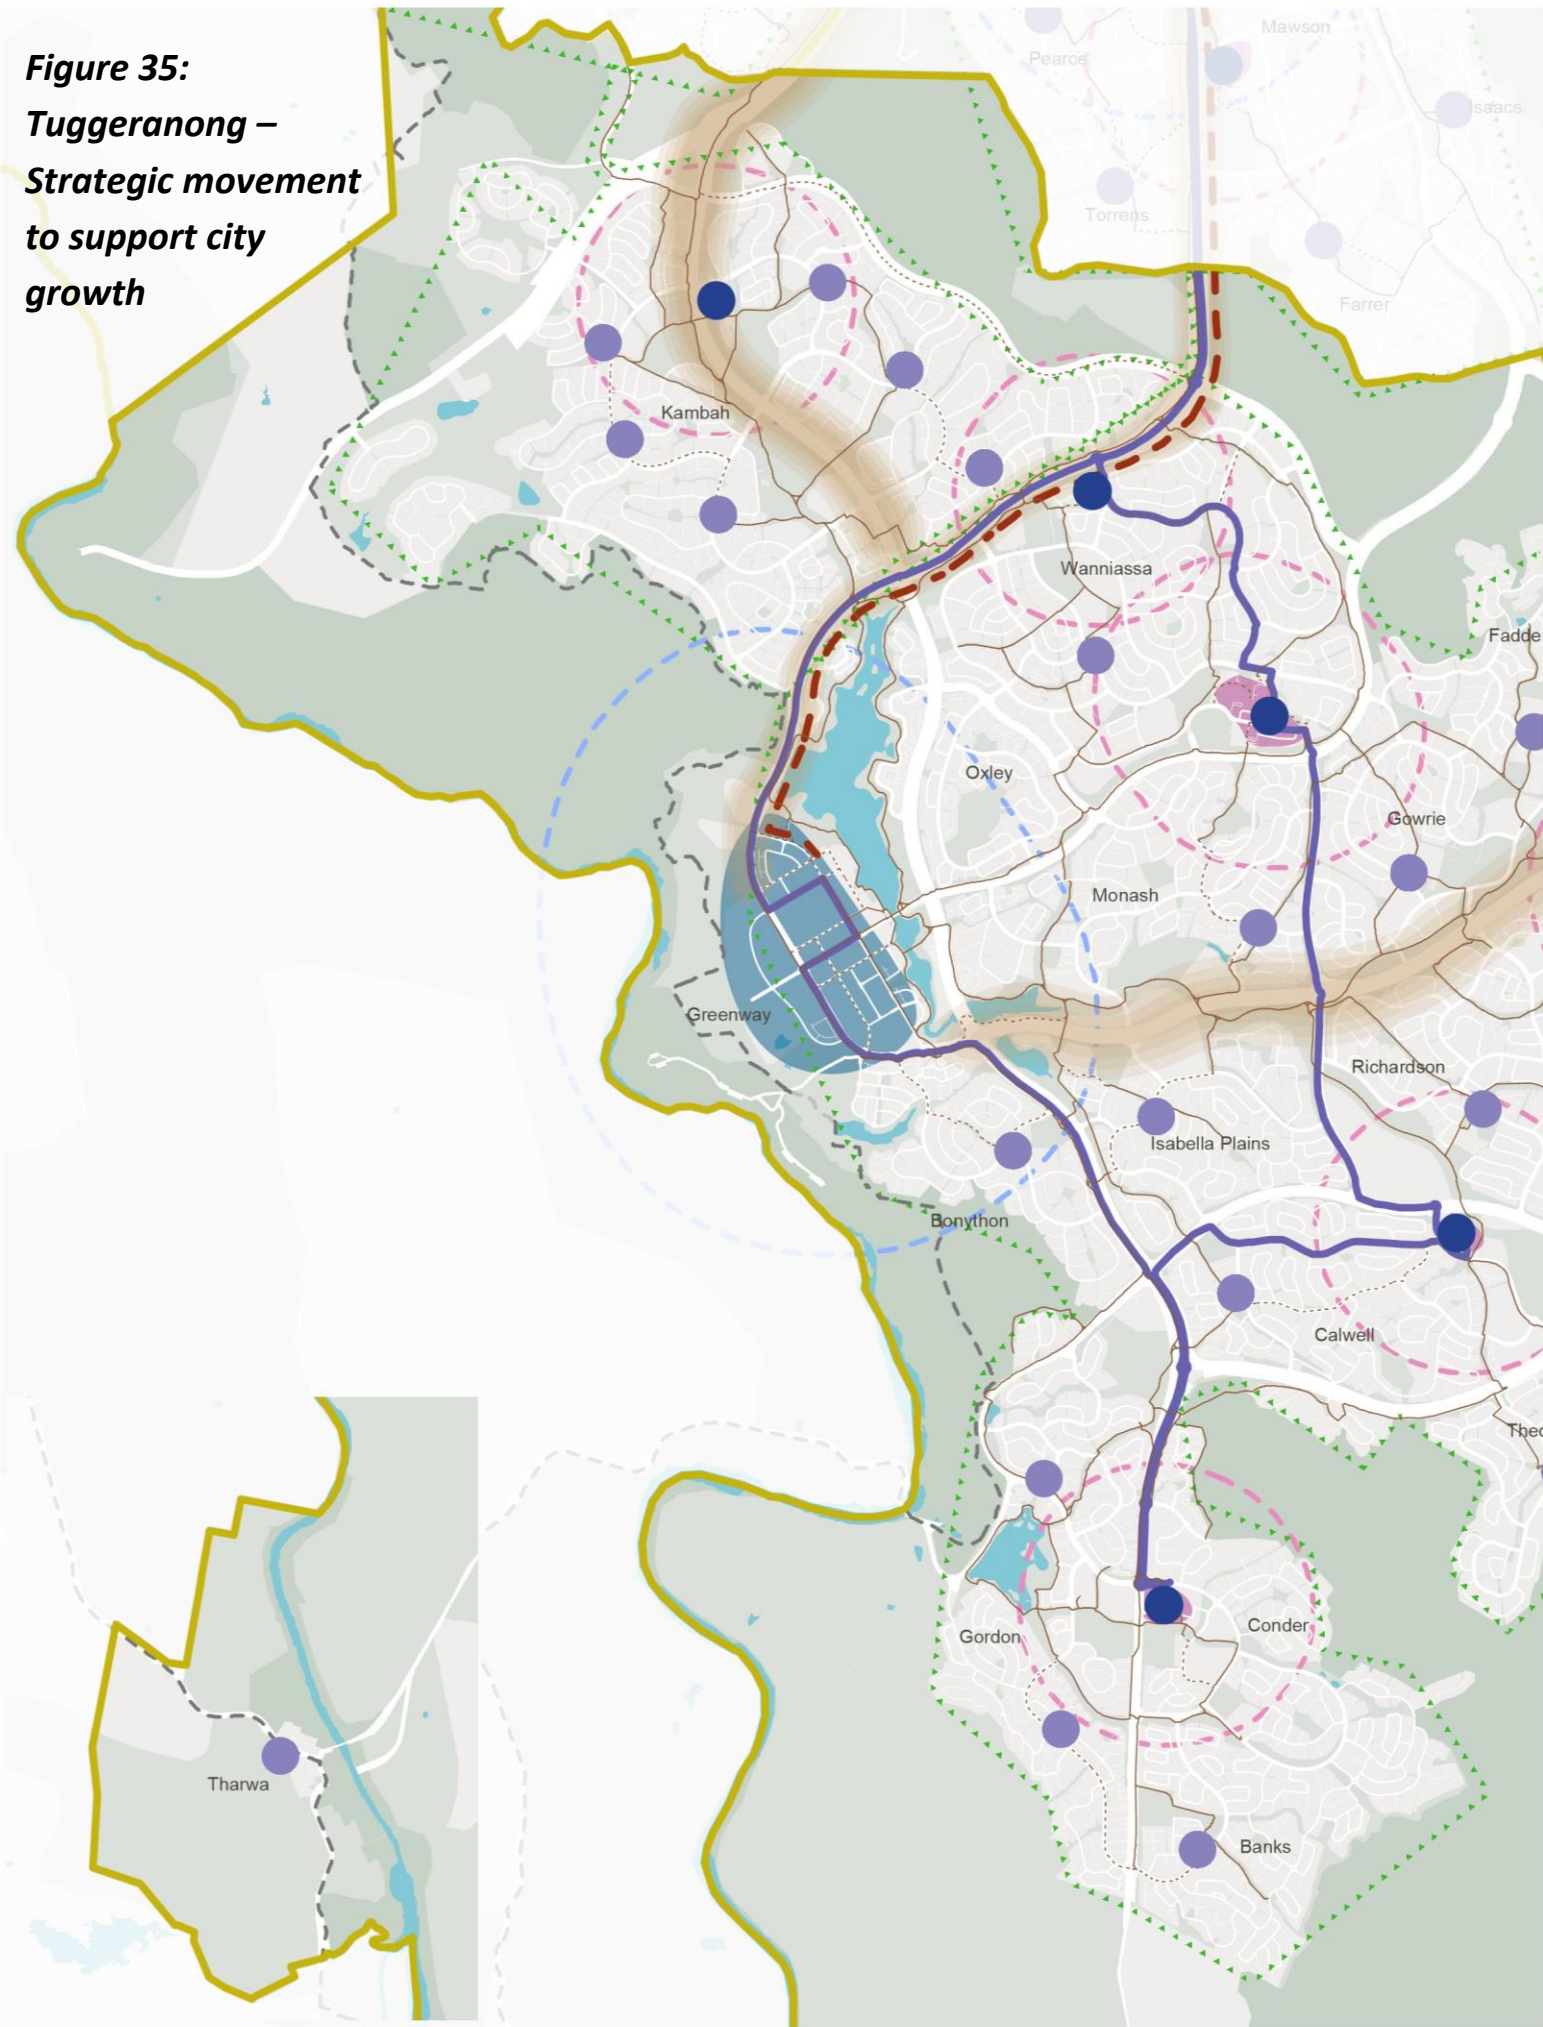 Figure 35:
Tuggeranong –
Strategic movement
to support city
growth
Mawson
Pearce
Isaacs
Torrens
Farrer
Kambah
Wanniassa
Fadde
Oxley
Gowrie
Monash
Greenway
Richardson
Isabella Plains
Bonython
Calwell
Theo
Gordon
Conder
Tharwa
Banks